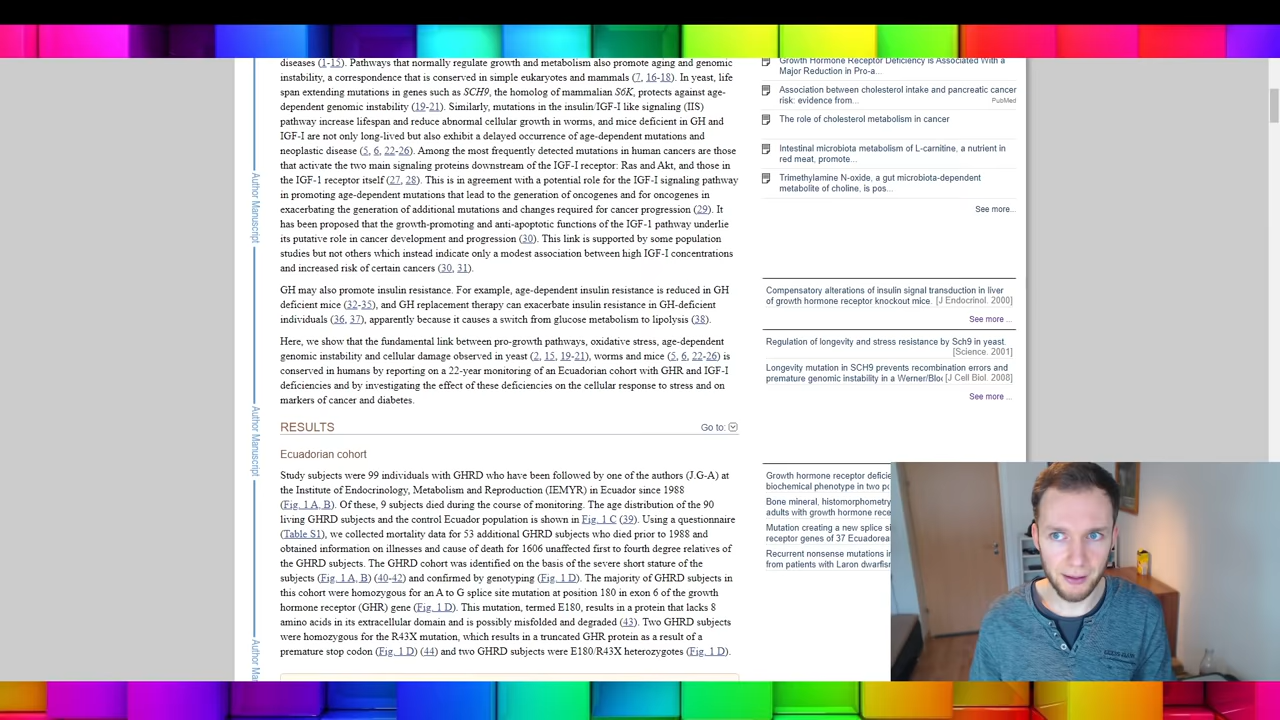 diseases (1-15). Pathways that normally regulate growth and metabolism also promote aging and genomic
instability, a correspondence that is conserved in simple eukaryotes and mammals (7, 16-18). In yeast, life
span extending mutations in genes such as SCH9, the homolog of mammalian S6K, protects against age-
dependent genomic instability (19-21). Similarly, mutations in the insulin/IGF-I like signaling (IIS)
pathway increase lifespan and reduce abnormal cellular growth in worms, and mice deficient in GH and
IGF-I are not only long-lived but also exhibit a delayed occurrence of age-dependent mutations and
neoplastic disease (5, 6, 22-26). Among the most frequently detected mutations in human cancers are those
that activate the two main signaling proteins downstream of the IGF-I receptor: Ras and Akt, and those in
the IGF-1 receptor itself (27, 28). This is in agreement with a potential role for the IGF-I signaling pathway
in promoting age-dependent mutations that lead to the generation of oncogenes and for oncogenes in
exacerbating the generation of additional mutations and changes required for cancer progression (29). It
has been proposed that the growth-promoting and anti-apoptotic functions of the IGF-1 pathway underlie
its putative role in cancer development and progression (30). This link is supported by some population
studies but not others which instead indicate only a modest association between high IGF-I concentrations
and increased risk of certain cancers (30, 31).
GH may also promote insulin resistance. For example, age-dependent insulin resistance is reduced in GH
deficient mice (32-35), and GH replacement therapy can exacerbate insulin resistance in GH-deficient
individuals (36, 37), apparently because it causes a switch from glucose metabolism to lipolysis (38).
Here, we show that the fundamental link between pro-growth pathways, oxidative stress, age-dependent
genomic instability and cellular damage observed in yeast (2, 15, 19-21), worms and mice (5, 6, 22-26) is
conserved in humans by reporting on a 22-year monitoring of an Ecuadorian cohort with GHR and IGF-I
deficiencies and by investigating the effect of these deficiencies on the cellular response to stress and on
markers of cancer and diabetes.
RESULTS
Go to:
Ecuadorian cohort
Study subjects were 99 individuals with GHRD who have been followed by one of the authors (J.G-A) at
the Institute of Endocrinology, Metabolism and Reproduction (IEMYR) in Ecuador since 1988
(Fig. 1 A, B). Of these, 9 subjects died during the course of monitoring. The age distribution of the 90
living GHRD subjects and the control Ecuador population is shown in Fig. 1 C (39). Using a questionnaire
(Table S1), we collected mortality data for 53 additional GHRD subjects who died prior to 1988 and
obtained information on illnesses and cause of death for 1606 unaffected first to fourth degree relatives of
the GHRD subjects. The GHRD cohort was identified on the basis of the severe short stature of the
subjects (Fig. 1 A, B) (40-42) and confirmed by genotyping (Fig. 1 D). The majority of GHRD subjects in
this cohort were homozygous for an A to G splice site mutation at position 180 in exon 6 of the growth
hormone receptor (GHR) gene (Fig. 1 D). This mutation, termed E180, results in a protein that lacks 8
amino acids in its extracellular domain and is possibly misfolded and degraded (43). Two GHRD subjects
were homozygous for the R43X mutation, which results in a truncated GHR protein as a result of a
premature stop codon (Fig. 1 D) (44) and two GHRD subjects were E180/R43X heterozygotes (Fig. 1 D).
Author Manuscript
Author Manuscript
Author Ma
Growth Hormone Receptor Deficiency is Associated With a
Major Reduction in Pro-a...
Association between cholesterol intake and pancreatic cancer
risk: evidence from...
PubMed
The role of cholesterol metabolism in cancer
Intestinal microbiota metabolism of L-carnitine, a nutrient in
red meat, promote...
Trimethylamine N-oxide, a gut microbiota-dependent
metabolite of choline, is pos...
See more...
Compensatory alterations of insulin signal transduction in liver
of growth hormone receptor knockout mice. [J Endocrinol. 2000]
See more ...
Regulation of longevity and stress resistance by Sch9 in yeast.
[Science. 2001]
Longevity mutation in SCH9 prevents recombination errors and
premature genomic instability in a Werner/Bloo [J Cell Biol. 2008]
See more ...
Growth hormone receptor defici
biochemical phenotype in two po
Bone mineral, histomorphometry
adults with growth hormone rece
Mutation creating a new splice si
receptor genes of 37 Ecuadorea
Recurrent nonsense mutations in
from patients with Laron dwarfism